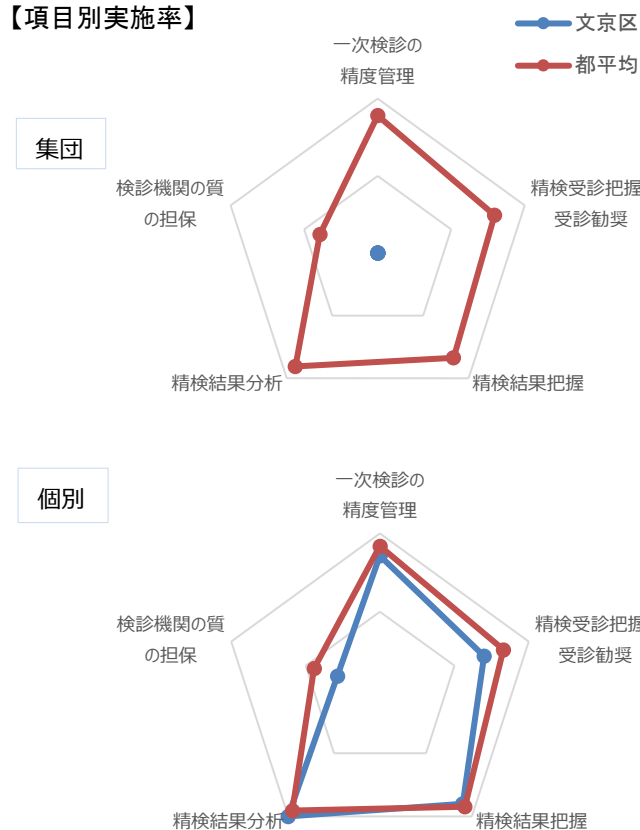 【項目別実施率】
文京区
都平均
集団
一次検診の
精度管理
精検受診把握
受診勧奨
精検結果把握
精検結果分析
検診機関の質
の担保
個別
一次検診の
精度管理
精検受診把握
受診勧奨
精検結果把握
精検結果分析
検診機関の質
の担保